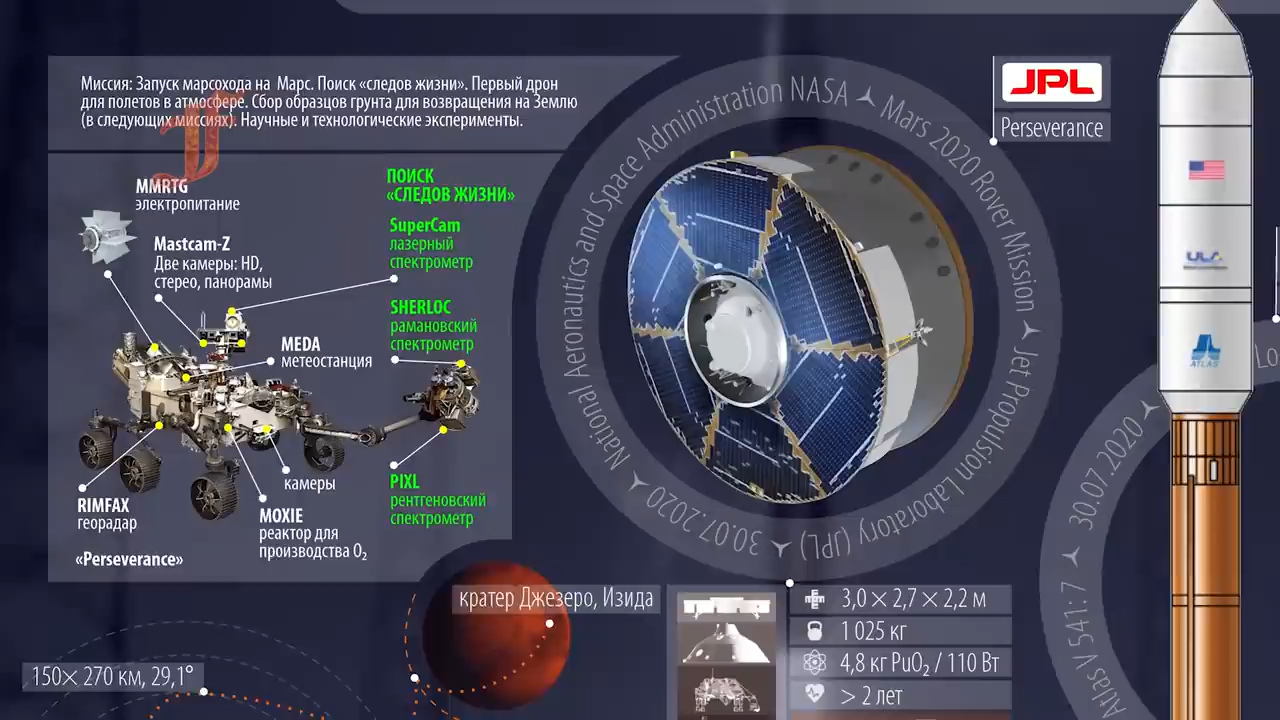 Миссия: Запуск марсохода на Марс. Поиск «следов жизни». Первый дрон
для полетов в атмосфере. Сбор образцов грунта для возвращения на Землю
(в следующих миссиях). Научные и технологические эксперименты.
MMRTG
электропитание
Mastcam-Z
Две камеры: HD,
стерео, панорамы
ПОИСК
«СЛЕДОВ ЖИЗНИ»
SuperCam
лазерный
спектрометр
SHERLOC
рамановский
спектрометр
MEDA
метеостанция
PIXL
рентгеновский
спектрометр
камеры
RIMFAX
георадар
MOXIE
реактор для
производства O₂
«Perseverance»
National Aeronautics and Space Administration NASA
Mars 2020 Rover Mission
Jet Propulsion Laboratory (JPL)
30.07.2020
JPL
Perseverance
ULA
ATLAS
Atlas V 541: 7
30.07.2020
Lo
кратер Джезеро, Изида
150× 270 км, 29,1°
3,0 × 2,7 × 2,2 м
1 025 кг
4,8 кг PuO₂ / 110 Вт
> 2 лет